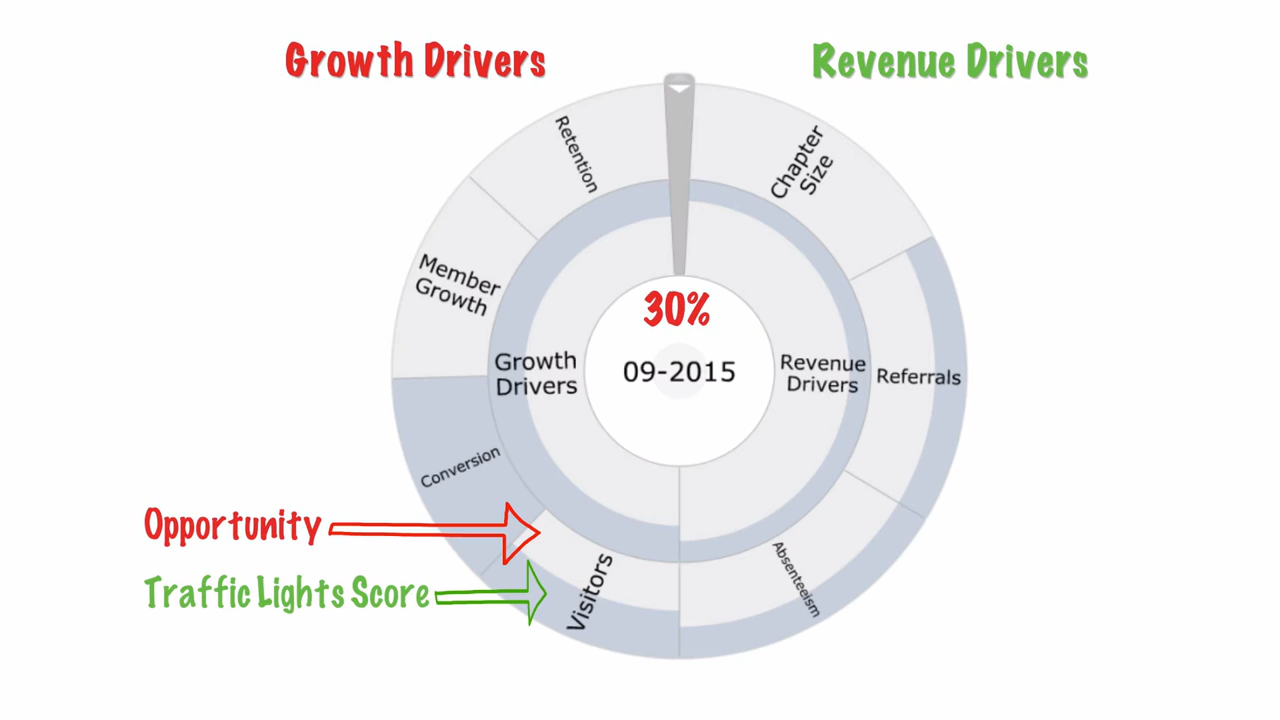 Growth Drivers
Revenue Drivers
Retention
Chapter
Size
Member
Growth
30%
Growth
Drivers
09-2015
Revenue
Drivers
Referrals
Conversion
Opportunity
Traffic Lights Score
Visitors
Absenteeism